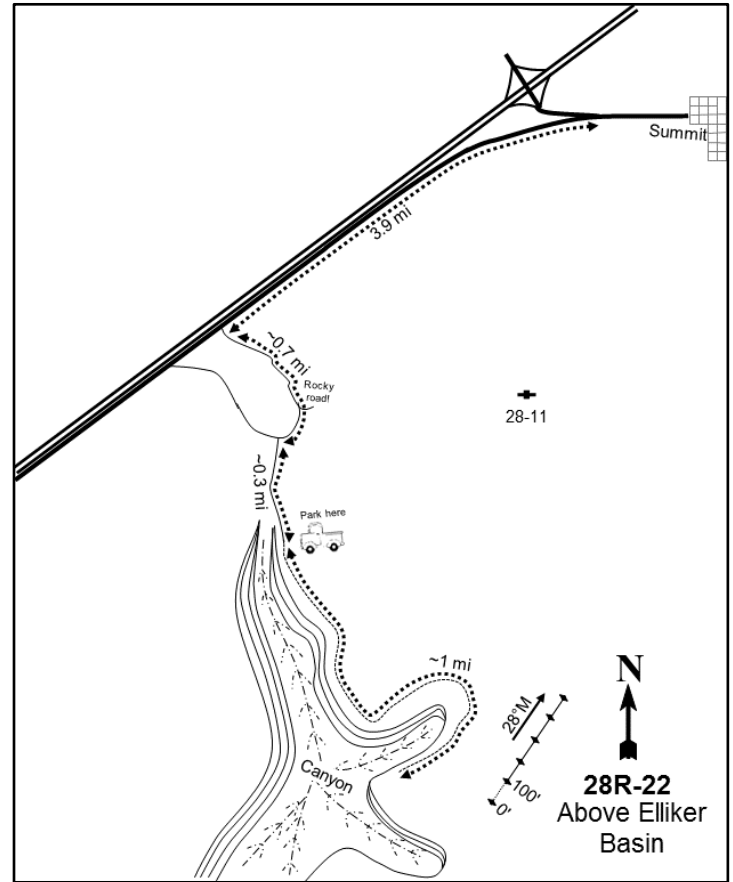 Summit
3.9 mi
~0.7 mi
Rocky
road!
28-11
~0.3 mi
Park here
~1 mi
28°M
100'
0'
Canyon
N
28R-22
Above Elliker
Basin